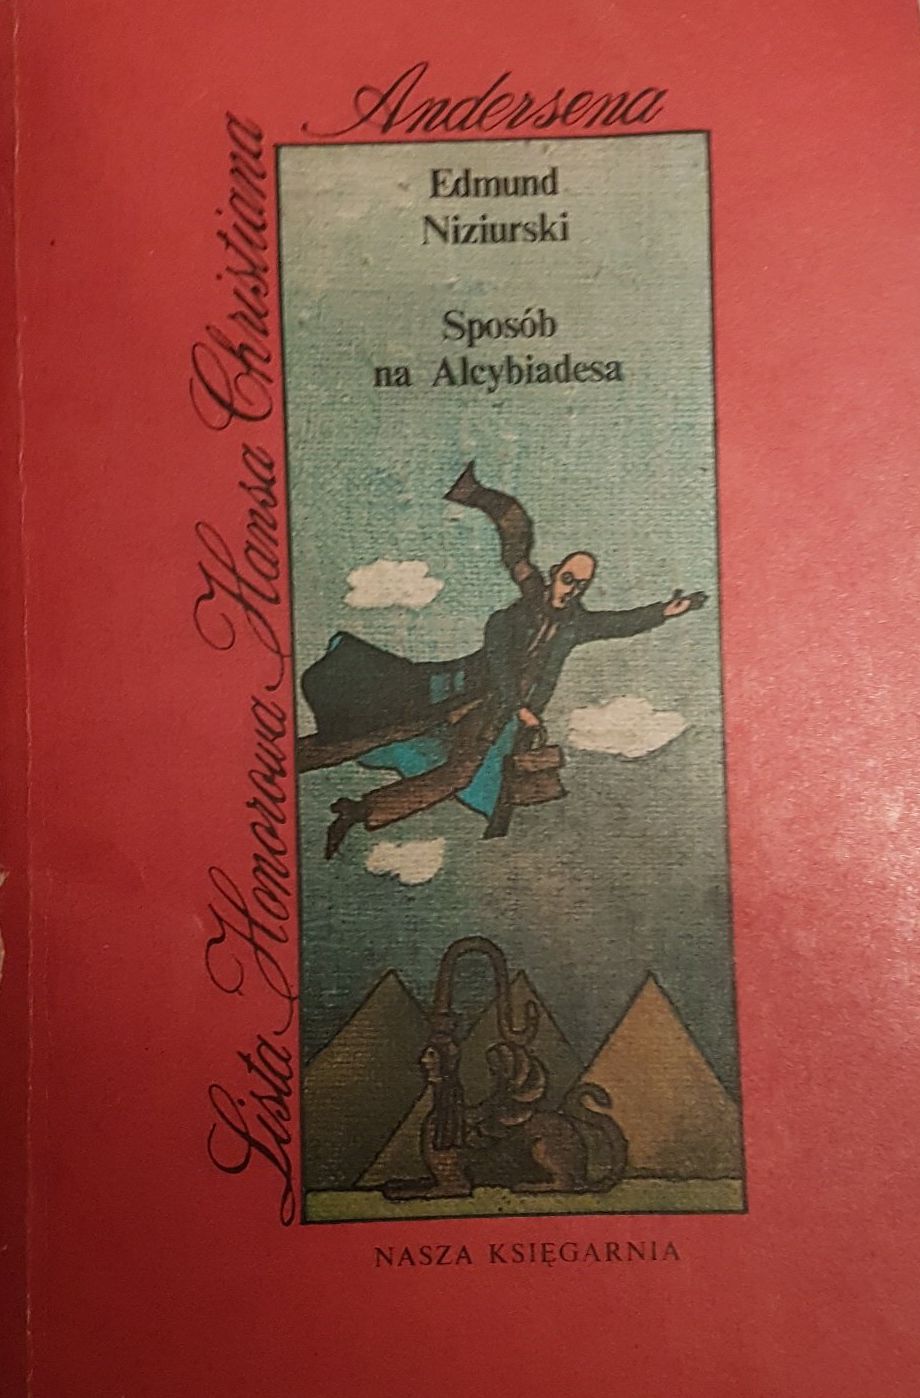 Lista Honorowa Hansa Christiana
Andersena
Edmund
Niziurski
Sposób
na Alcybiadesa
NASZA KSIĘGARNIA